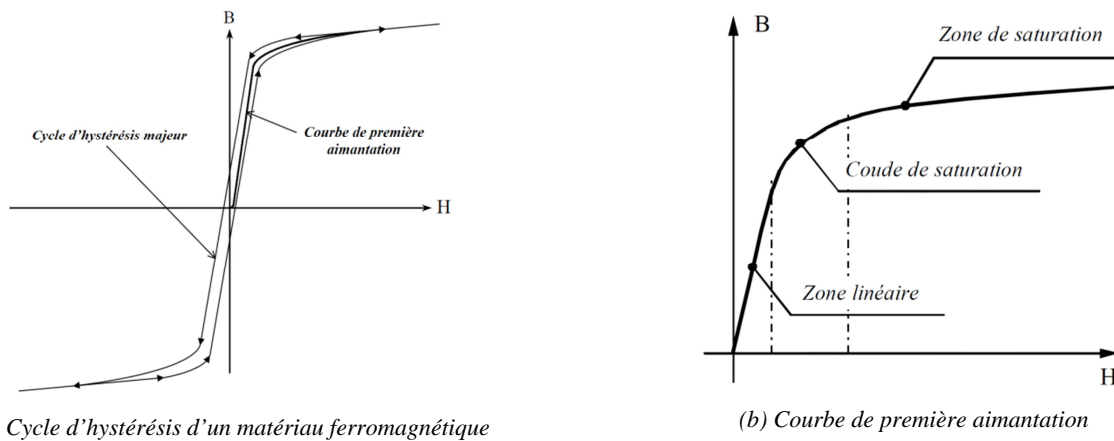 B
Cycle d'hystérésis majeur
Courbe de première
aimantation
H
Cycle d'hystérésis d'un matériau ferromagnétique
B
Zone de saturation
Coude de saturation
Zone linéaire
H
(b) Courbe de première aimantation